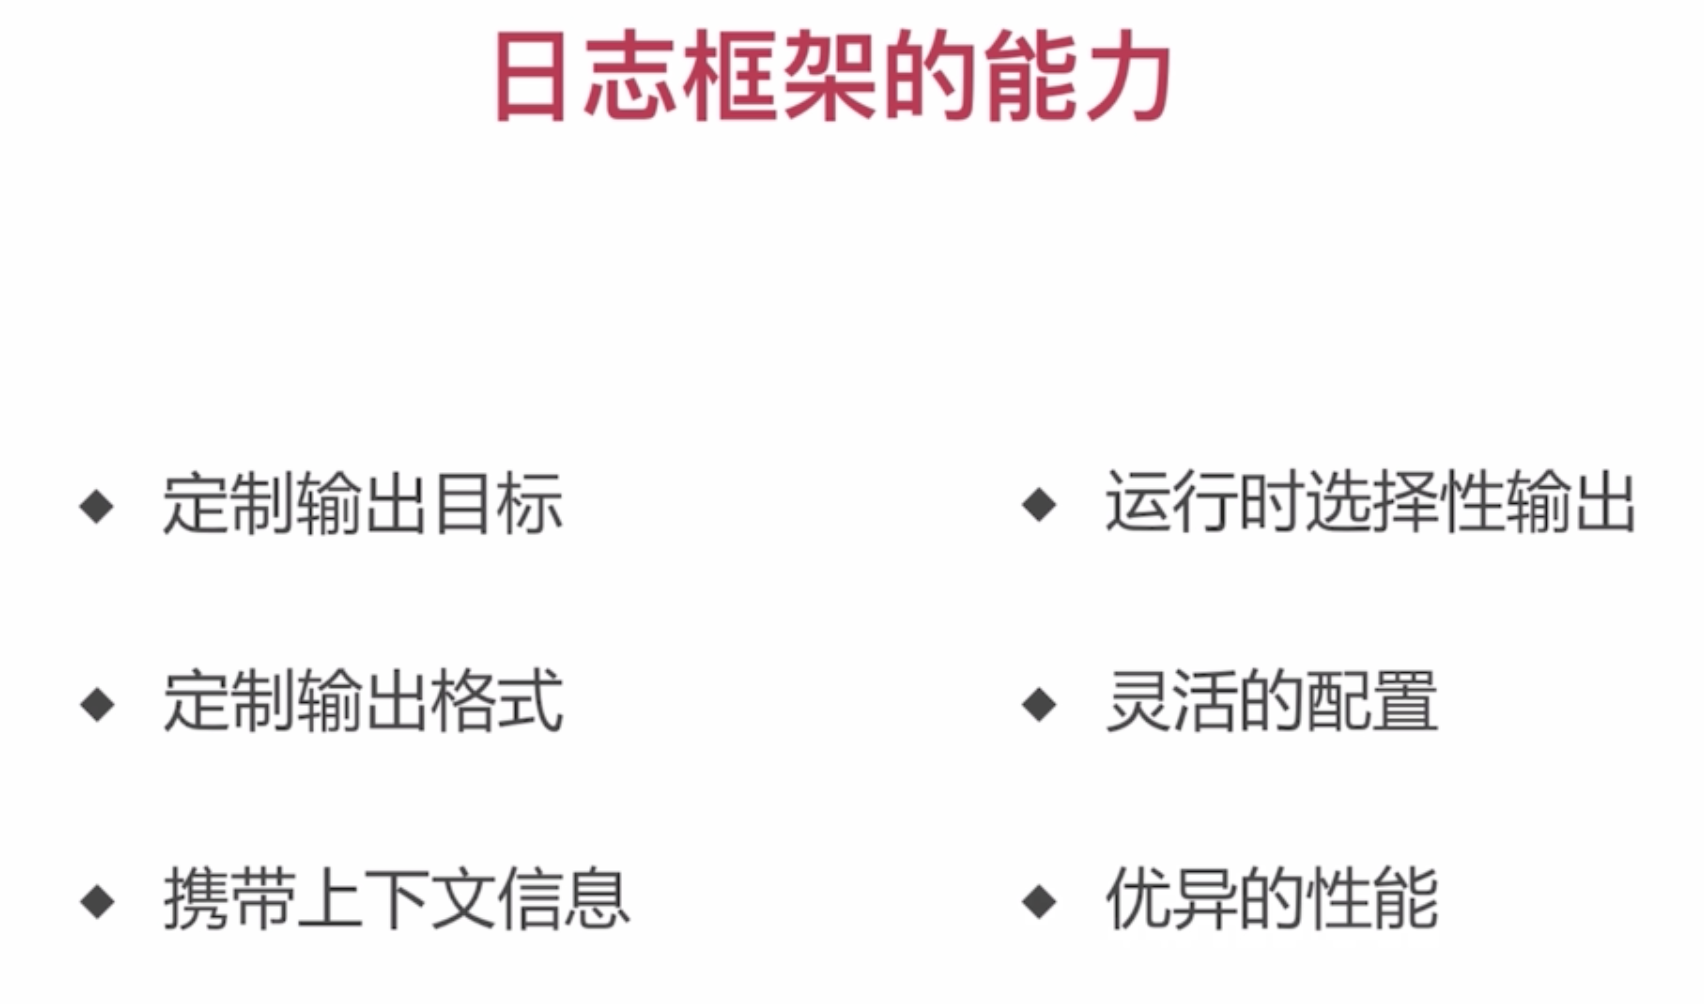 日志框架的能力
◆ 定制输出目标
◆ 定制输出格式
◆ 携带上下文信息
◆ 运行时选择性输出
◆ 灵活的配置
◆ 优异的性能